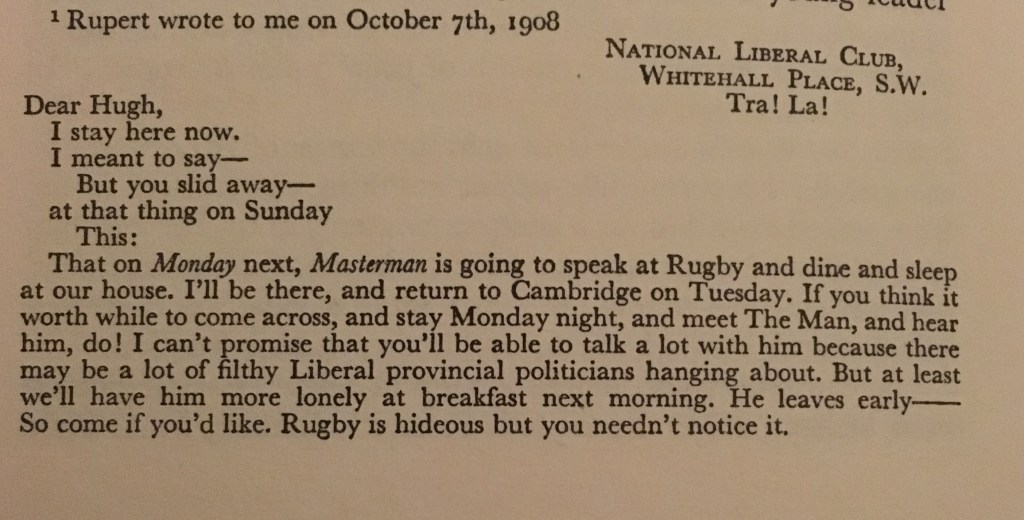 leader
¹ Rupert wrote to me on October 7th, 1908
NATIONAL LIBERAL CLUB,
WHITEHALL PLACE, S.W.
Tra! La!
Dear Hugh,
I stay here now.
I meant to say—
But you slid away—
at that thing on Sunday
This:
That on Monday next, Masterman is going to speak at Rugby and dine and sleep
at our house. I'll be there, and return to Cambridge on Tuesday. If you think it
worth while to come across, and stay Monday night, and meet The Man, and hear
him, do! I can't promise that you'll be able to talk a lot with him because there
may be a lot of filthy Liberal provincial politicians hanging about. But at least
we'll have him more lonely at breakfast next morning. He leaves early——
So come if you'd like. Rugby is hideous but you needn't notice it.